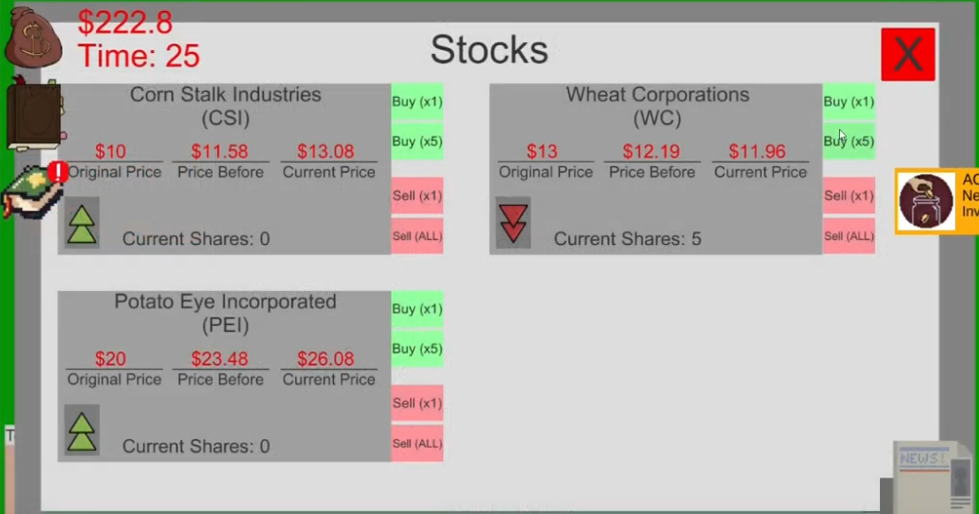 $222.8
Time: 25
Stocks
X
Corn Stalk Industries
(CSI)
$10 $11.58 $13.08
Original Price Price Before Current Price
Current Shares: 0
Buy (x1)
Buy (x5)
Sell (x1)
Sell (ALL)
Wheat Corporations
(WC)
$13 $12.19 $11.96
Original Price Price Before Current Price
Current Shares: 5
Buy (x1)
Buy (x5)
Sell (x1)
Sell (ALL)
Potato Eye Incorporated
(PEI)
$20 $23.48 $26.08
Original Price Price Before Current Price
Current Shares: 0
Buy (x1)
Buy (x5)
Sell (x1)
Sell (ALL)
NEWS!